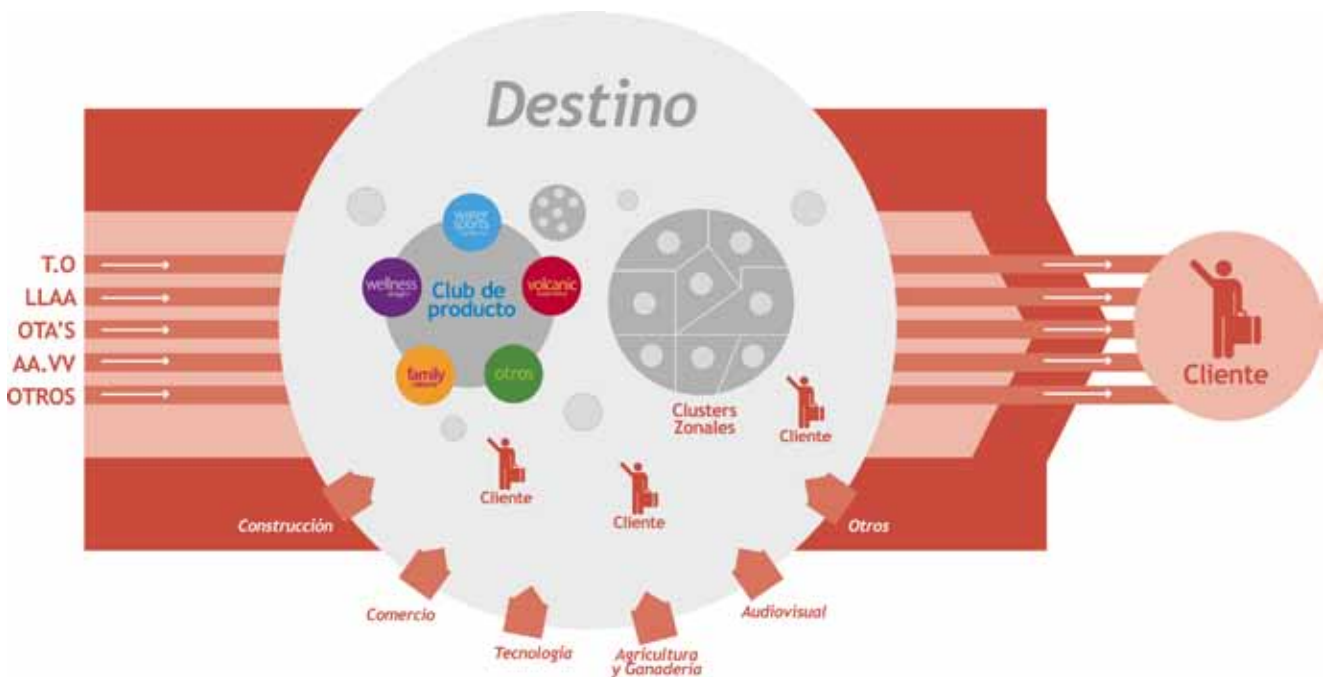 Destino
T.O
LLAA
OTA'S
AA.VV
OTROS
water
sports
wellness
volcanic
family
otros
Club de
producto
Clusters
Zonales
Cliente
Cliente
Cliente
Cliente
Construcción
Comercio
Tecnología
Agricultura
y Ganadería
Audiovisual
Otros